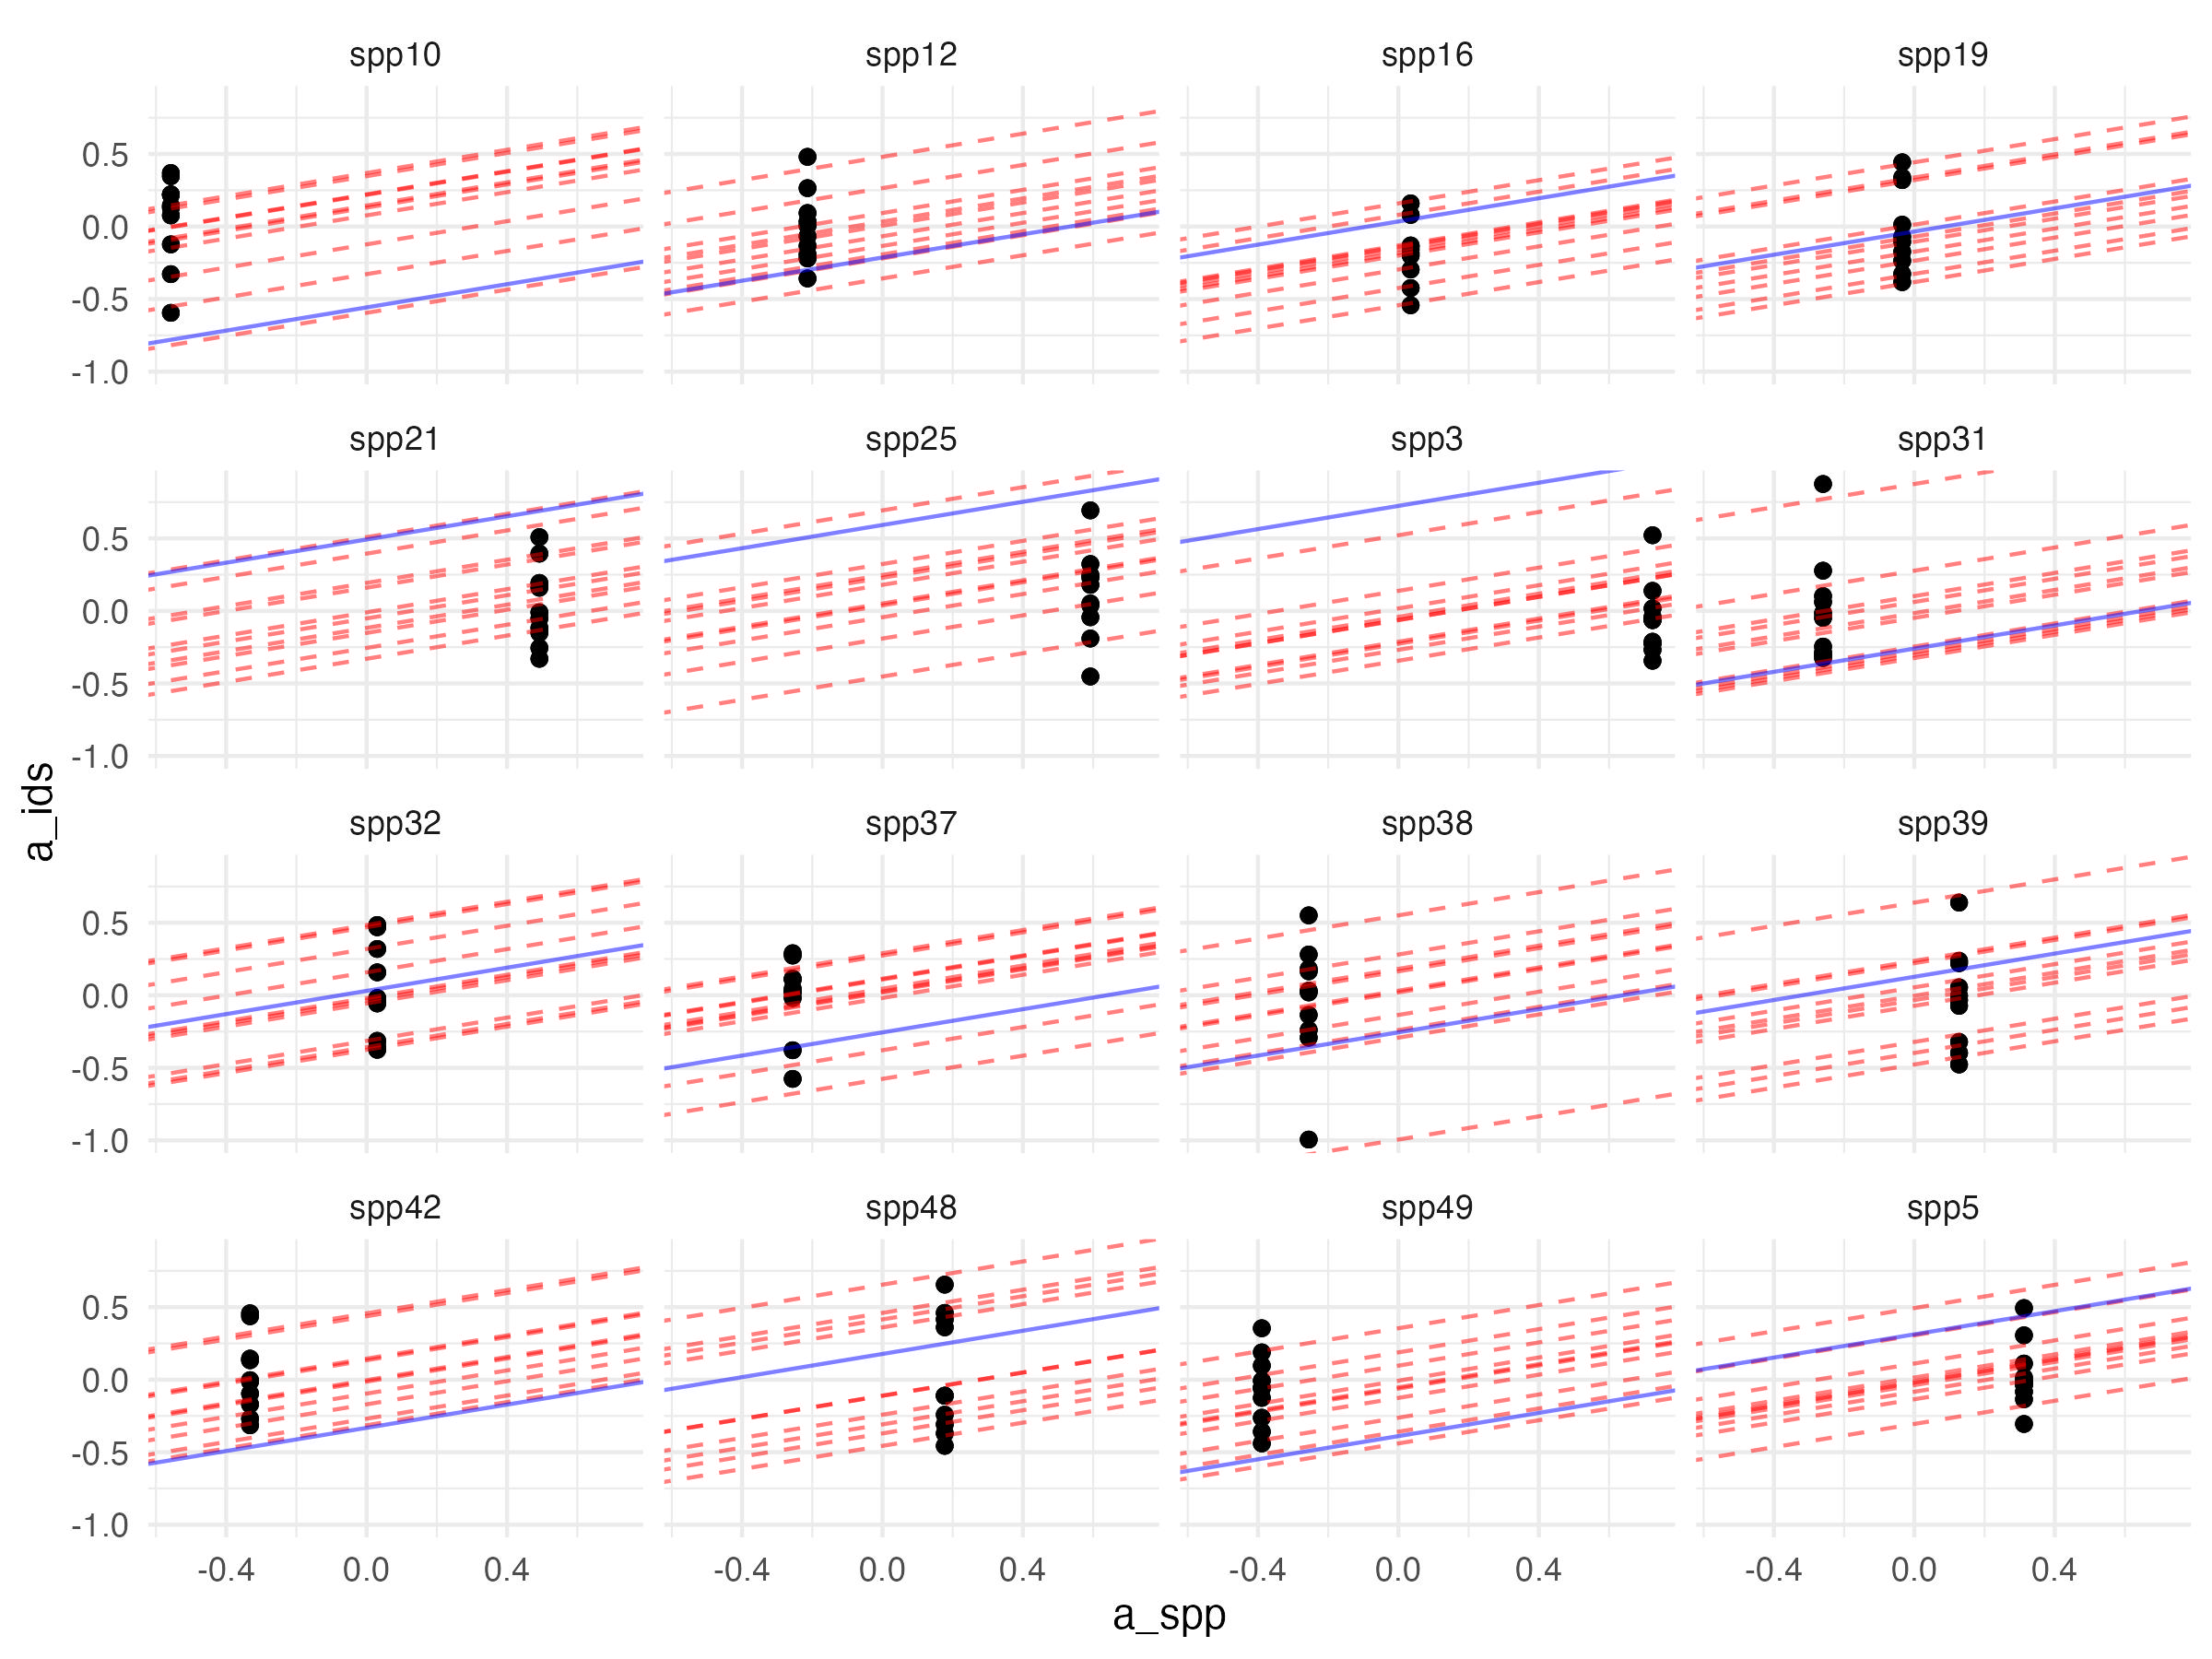 spp10 spp12 spp16 spp19
0.5
0.0
-0.5
-1.0
spp21 spp25 spp3 spp31
0.5
0.0
-0.5
-1.0
a_ids
spp32 spp37 spp38 spp39
0.5
0.0
-0.5
-1.0
spp42 spp48 spp49 spp5
0.5
0.0
-0.5
-1.0
-0.4 0.0 0.4 -0.4 0.0 0.4 -0.4 0.0 0.4 -0.4 0.0 0.4
a_spp